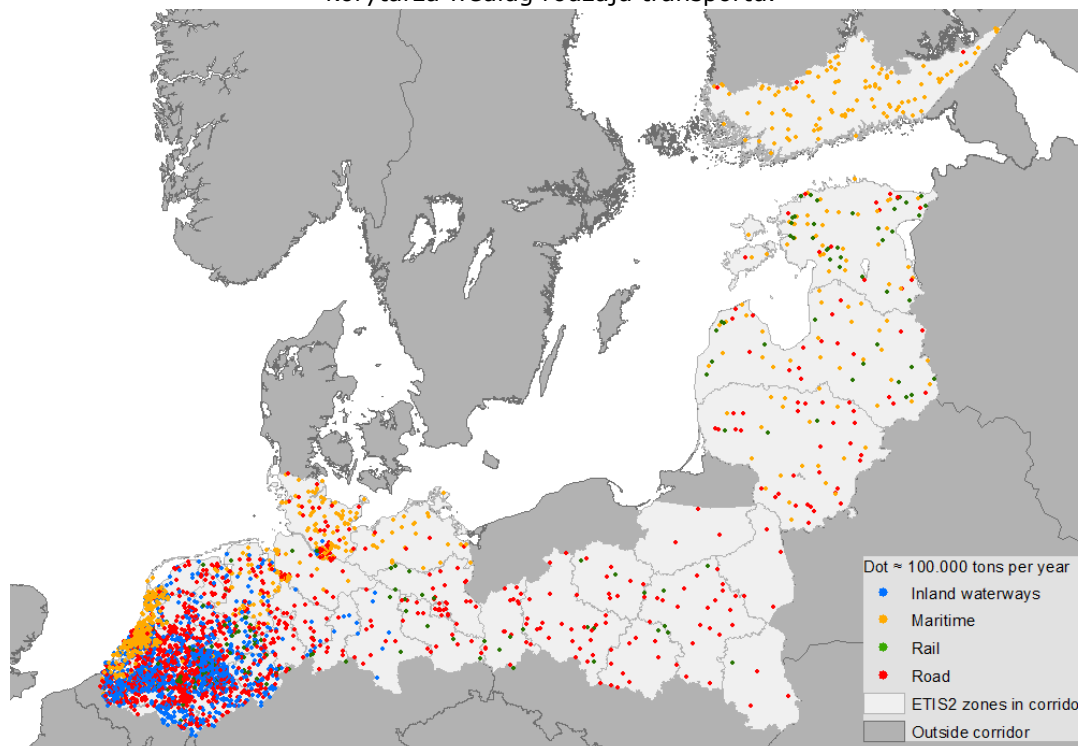 korytarza według rodzaju transportu.
Dot ≈ 100.000 tons per year
Inland waterways
Maritime
Rail
Road
ETIS2 zones in corrido
Outside corridor